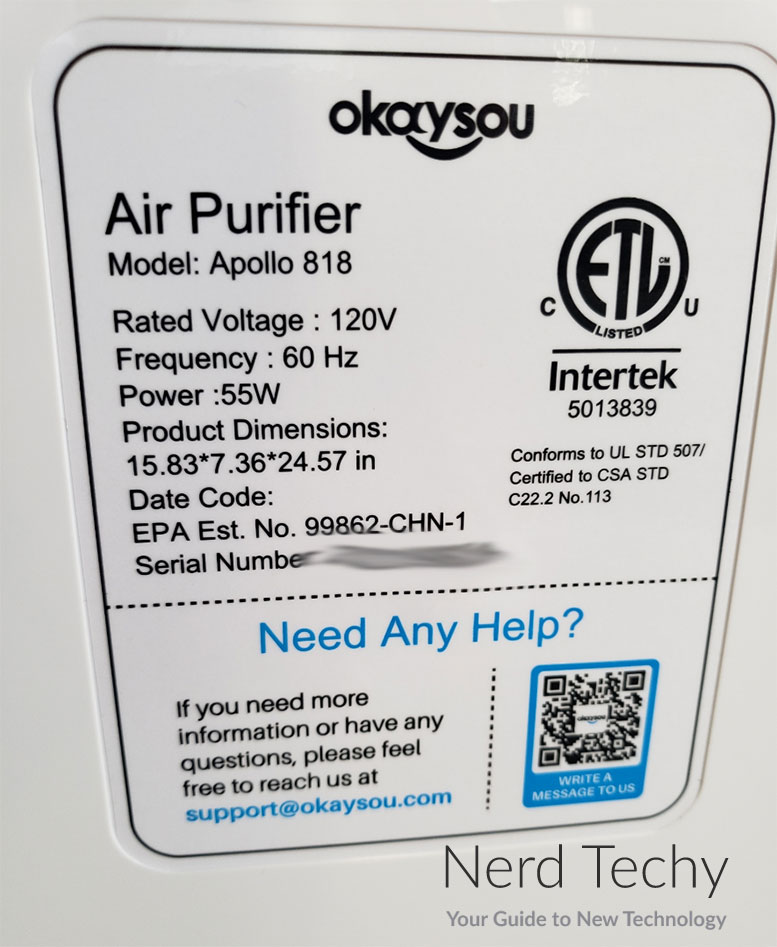 okaysou
Air Purifier
Model: Apollo 818
Rated Voltage : 120V
Frequency : 60 Hz
Power :55W
Product Dimensions:
15.83*7.36*24.57 in
Date Code:
EPA Est. No. 99862-CHN-1
Serial Numbe
ETL CM
C US
LISTED
Intertek
5013839
Conforms to UL STD 507/
Certified to CSA STD
C22.2 No.113
Need Any Help?
If you need more
information or have any
questions, please feel
free to reach us at
support@okaysou.com
okaysou
WRITE A
MESSAGE TO US
Nerd Techy
Your Guide to New Technology